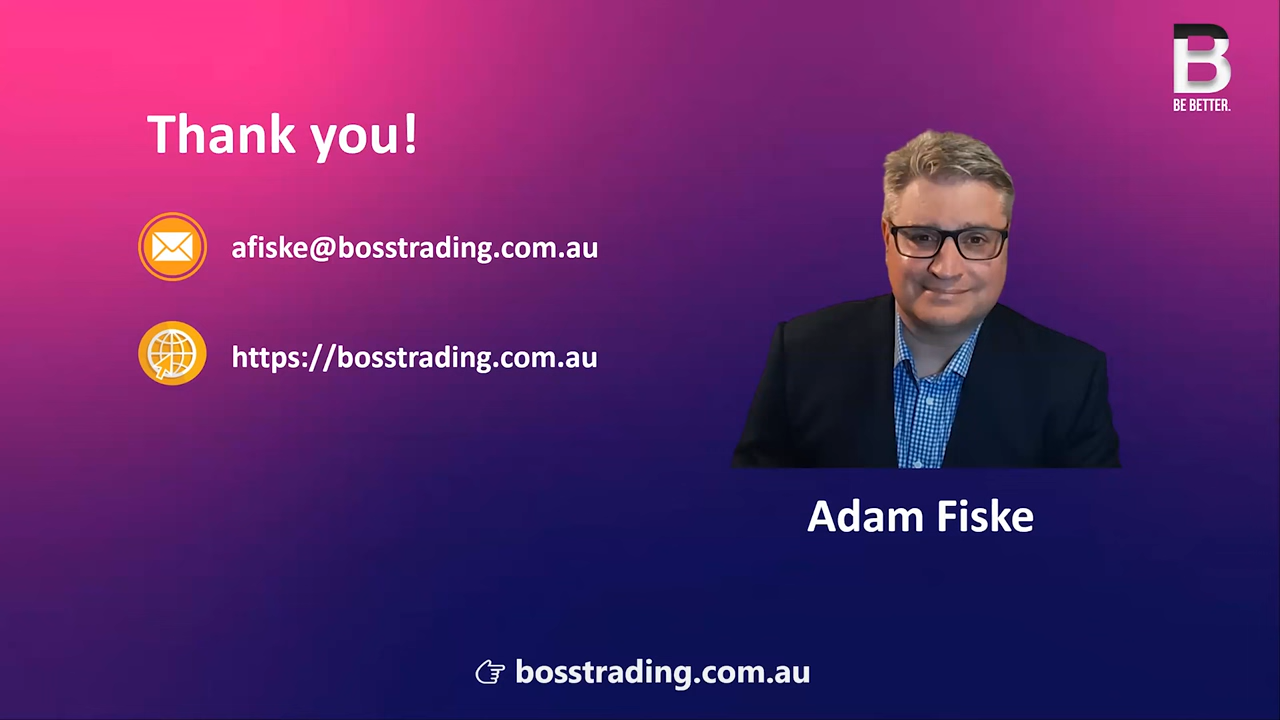 B
BE BETTER.
Thank you!
afiske@bosstrading.com.au
https://bosstrading.com.au
Adam Fiske
bosstrading.com.au